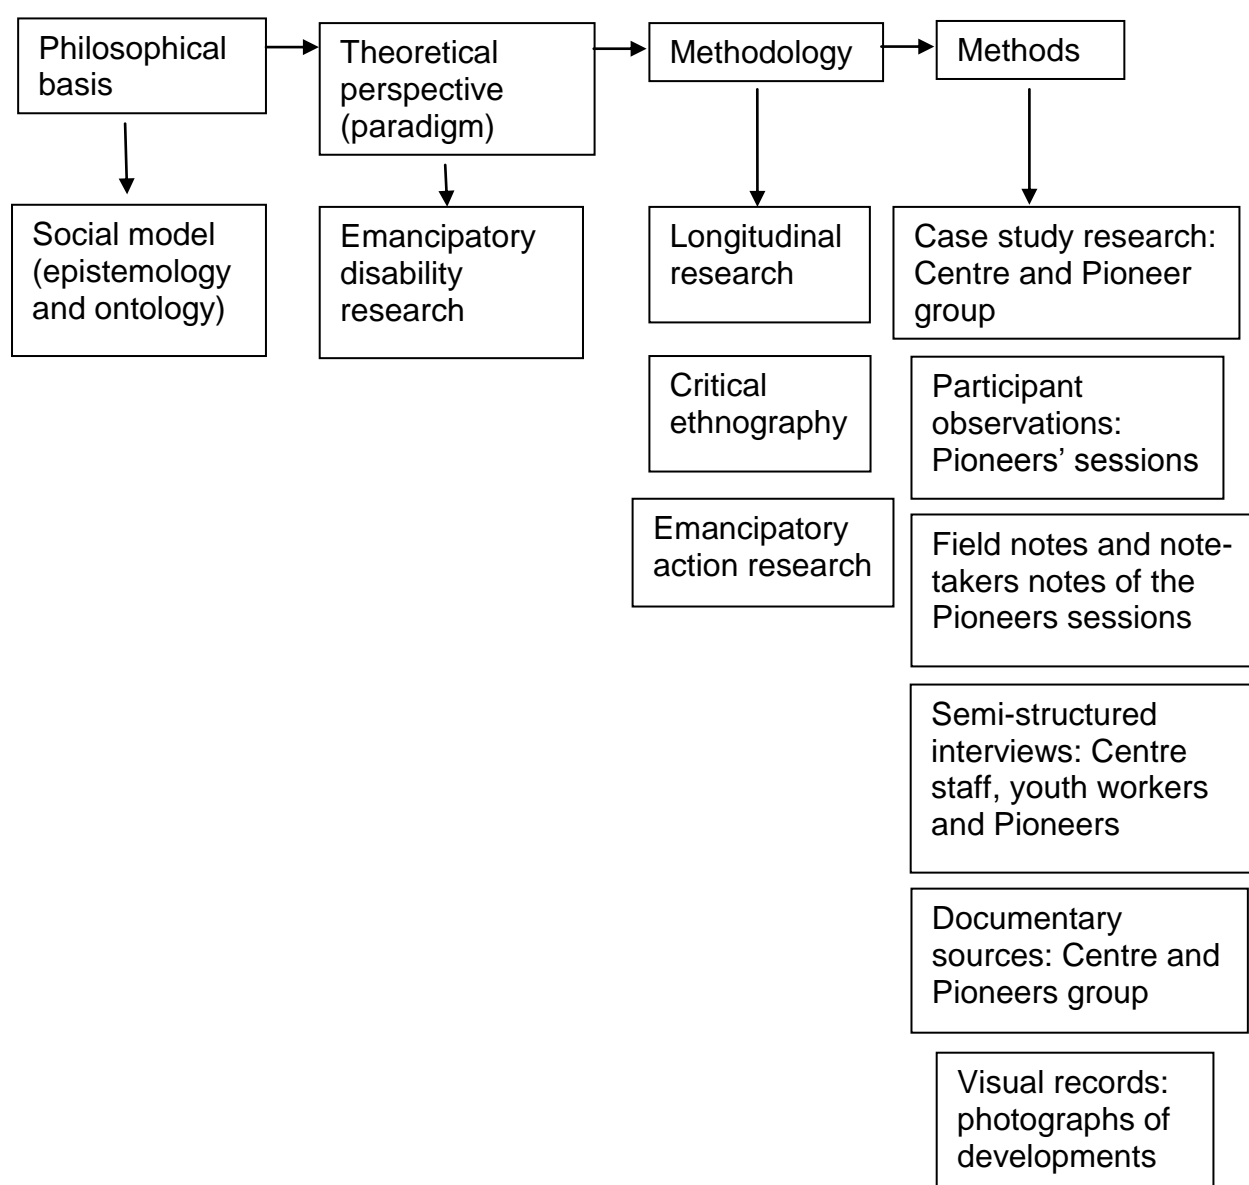 Philosophical
basis
Theoretical
perspective
(paradigm)
Methodology
Methods
Social model
(epistemology
and ontology)
Emancipatory
disability
research
Longitudinal
research
Case study research:
Centre and Pioneer
group
Critical
ethnography
Participant
observations:
Pioneers’ sessions
Emancipatory
action research
Field notes and note-
takers notes of the
Pioneers sessions
Semi-structured
interviews: Centre
staff, youth workers
and Pioneers
Documentary
sources: Centre and
Pioneers group
Visual records:
photographs of
developments